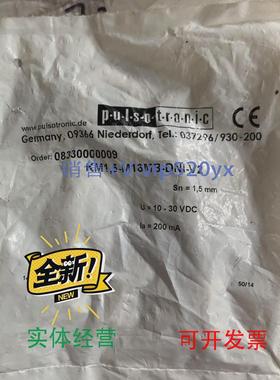 pulsotronic
www.pulsotronic.de
Germany, 09366 Niederdorf, Tel.: 037296/930-200
Order: 08330000009
Sn = 1,5 mm
U = 10 - 30 VDC
Ia = 200 mA
50/14
全新!
NEW
实体经营
可开发票